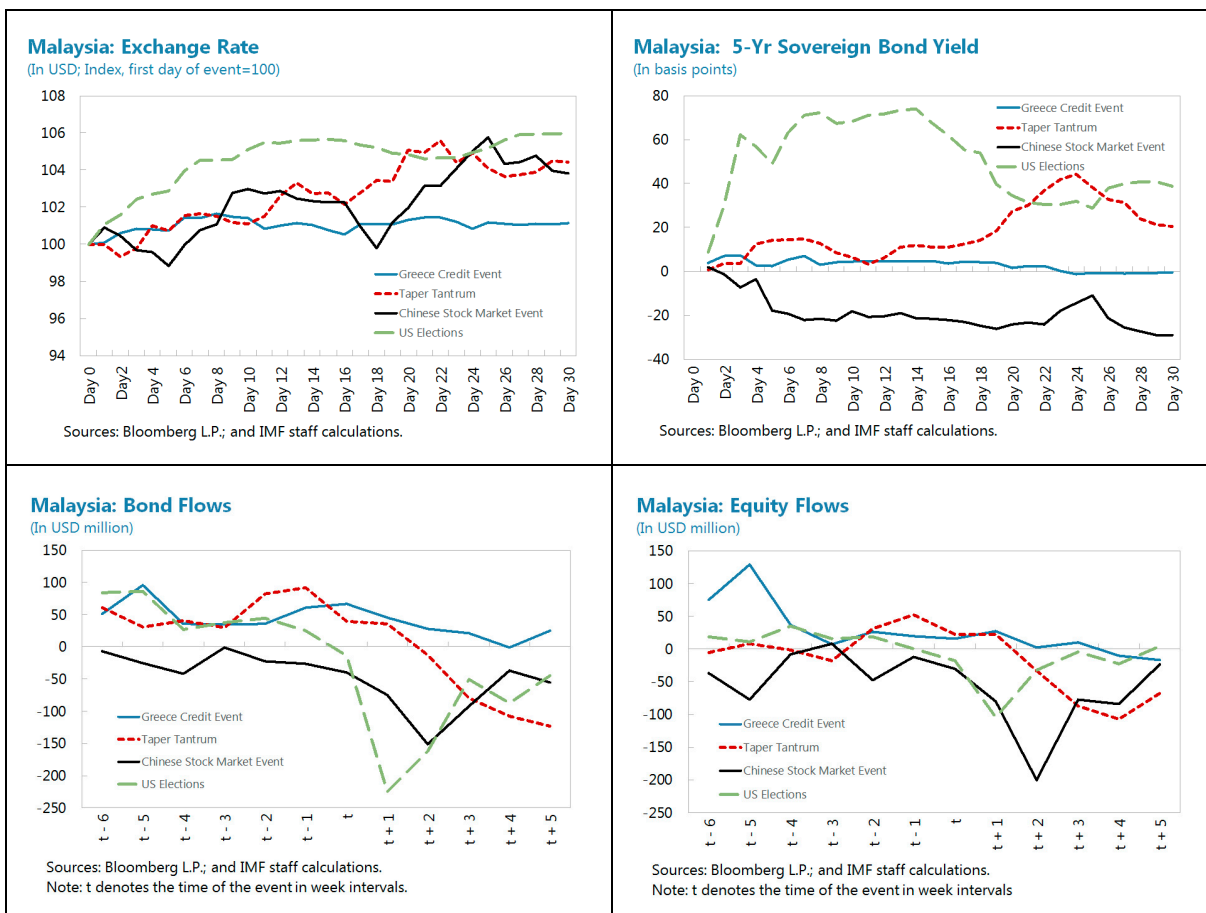 Malaysia: Exchange Rate
(In USD; Index, first day of event=100)
108
106
104
102
100
98
96
94
Greece Credit Event
Taper Tantrum
Chinese Stock Market Event
US Elections
Day 0
Day2
Day 4
Day 6
Day 8
Day 10
Day 12
Day 14
Day 16
Day 18
Day 20
Day 22
Day 24
Day 26
Day 28
Day 30
Sources: Bloomberg L.P.; and IMF staff calculations.
Malaysia: 5-Yr Sovereign Bond Yield
(In basis points)
80
60
40
20
0
-20
-40
Greece Credit Event
Taper Tantrum
Chinese Stock Market Event
US Elections
Day 0
Day2
Day 4
Day 6
Day 8
Day 10
Day 12
Day 14
Day 16
Day 18
Day 20
Day 22
Day 24
Day 26
Day 28
Day 30
Sources: Bloomberg L.P.; and IMF staff calculations.
Malaysia: Bond Flows
(In USD million)
150
100
50
0
-50
-100
-150
-200
-250
Greece Credit Event
Taper Tantrum
Chinese Stock Market Event
US Elections
t - 6
t - 5
t - 4
t - 3
t - 2
t - 1
t
t + 1
t + 2
t + 3
t + 4
t + 5
Sources: Bloomberg L.P.; and IMF staff calculations.
Note: t denotes the time of the event in week intervals.
Malaysia: Equity Flows
(In USD million)
150
100
50
0
-50
-100
-150
-200
-250
Greece Credit Event
Taper Tantrum
Chinese Stock Market Event
US Elections
t - 6
t - 5
t - 4
t - 3
t - 2
t - 1
t
t + 1
t + 2
t + 3
t + 4
t + 5
Sources: Bloomberg L.P.; and IMF staff calculations.
Note: t denotes the time of the event in week intervals